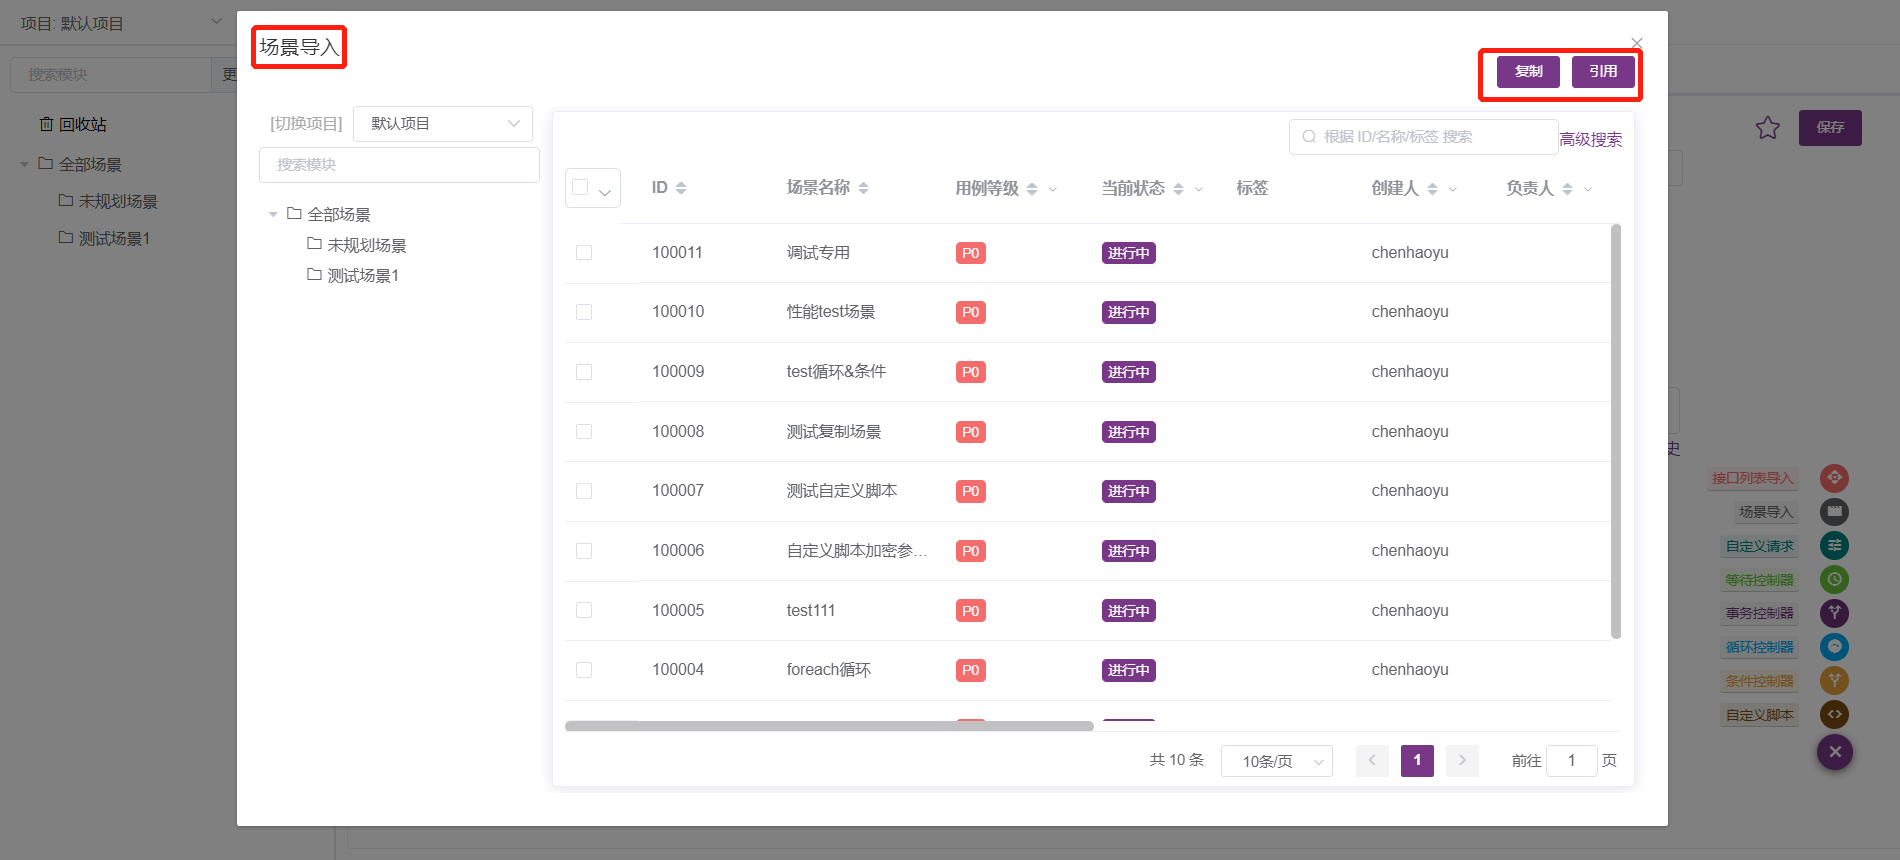 项目: 默认项目
搜索模块
更
回收站
全部场景
未规划场景
测试场景1
场景导入
复制
引用
[切换项目]
默认项目
搜索模块
全部场景
未规划场景
测试场景1
根据 ID/名称/标签 搜索
高级搜索
ID 场景名称 用例等级 当前状态 标签 创建人 负责人
100011 调试专用 P0 进行中 chenhaoyu
100010 性能test场景 P0 进行中 chenhaoyu
100009 test循环&条件 P0 进行中 chenhaoyu
100008 测试复制场景 P0 进行中 chenhaoyu
100007 测试自定义脚本 P0 进行中 chenhaoyu
100006 自定义脚本加密参... P0 进行中 chenhaoyu
100005 test111 P0 进行中 chenhaoyu
100004 foreach循环 P0 进行中 chenhaoyu
共 10 条 10条/页 1 前往 1 页
保存
史
接口列表导入
场景导入
自定义请求
等待控制器
事务控制器
循环控制器
条件控制器
自定义脚本